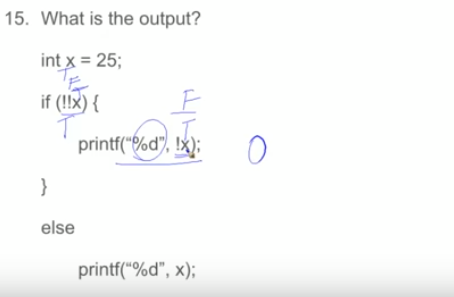 15. What is the output?
int x = 25;
T F
if (!!x) {
T
F
T
printf("%d", !x);
0
}
else
printf("%d", x);